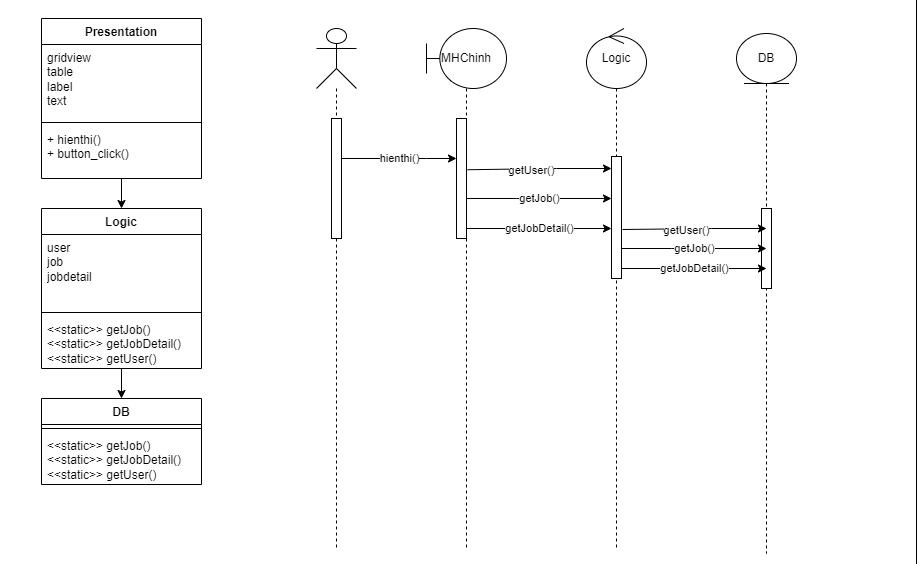 Presentation
gridview
table
label
text
+ hienthi()
+ button_click()
Logic
user
job
jobdetail
<<static>> getJob()
<<static>> getJobDetail()
<<static>> getUser()
DB
<<static>> getJob()
<<static>> getJobDetail()
<<static>> getUser()
MHChinh
Logic
DB
hienthi()
getUser()
getJob()
getJobDetail()
getUser()
getJob()
getJobDetail()